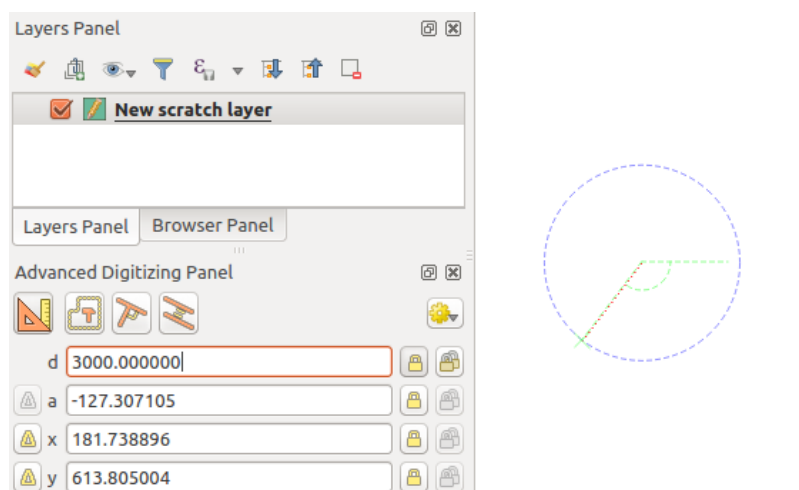 Layers Panel
New scratch layer
Layers Panel
Browser Panel
Advanced Digitizing Panel
d 3000.000000
a -127.307105
x 181.738896
y 613.805004